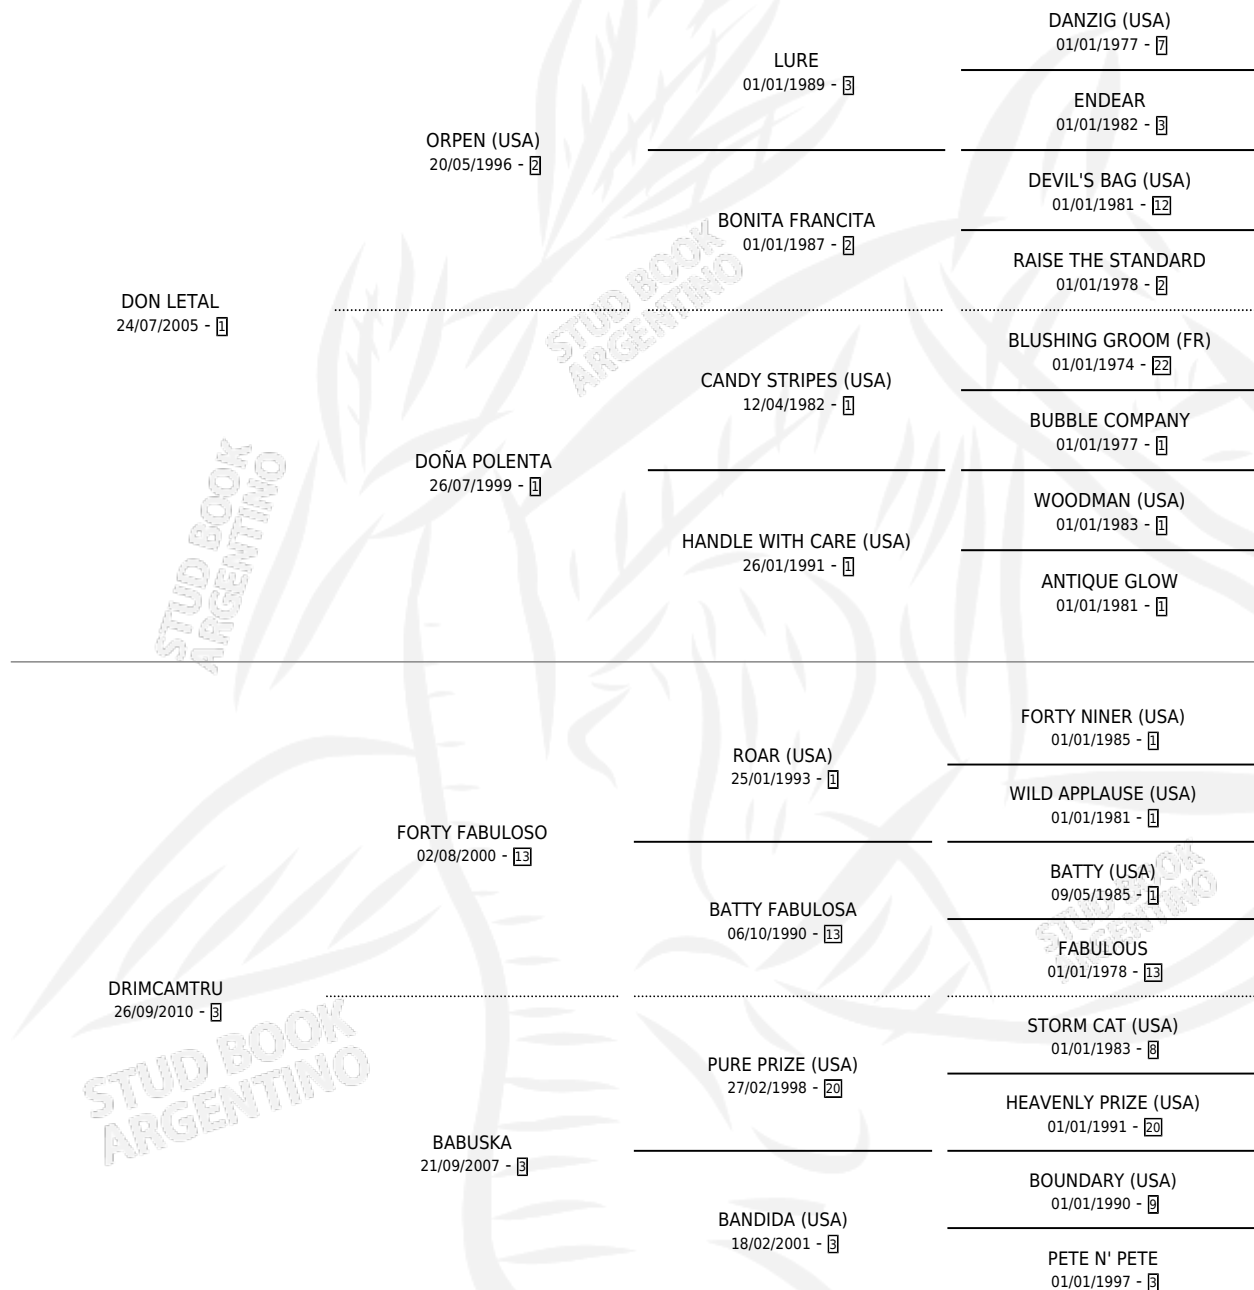 DANZIG (USA)
01/01/1977 - 7
LURE
01/01/1989 - 3
ENDEAR
01/01/1982 - 3
ORPEN (USA)
20/05/1996 - 2
DEVIL'S BAG (USA)
01/01/1981 - 12
BONITA FRANCITA
01/01/1987 - 2
RAISE THE STANDARD
01/01/1978 - 2
DON LETAL
24/07/2005 - 1
BLUSHING GROOM (FR)
01/01/1974 - 22
CANDY STRIPES (USA)
12/04/1982 - 1
BUBBLE COMPANY
01/01/1977 - 1
DOÑA POLENTA
26/07/1999 - 1
WOODMAN (USA)
01/01/1983 - 1
HANDLE WITH CARE (USA)
26/01/1991 - 1
ANTIQUE GLOW
01/01/1981 - 1
STUD BOOK
ARGENTINO
STUD BOOK
ARGENTINO
FORTY NINER (USA)
01/01/1985 - 1
ROAR (USA)
25/01/1993 - 1
WILD APPLAUSE (USA)
01/01/1981 - 1
FORTY FABULOSO
02/08/2000 - 13
BATTY (USA)
09/05/1985 - 1
BATTY FABULOSA
06/10/1990 - 13
FABULOUS
01/01/1978 - 13
STUD BOOK
ARGENTINO
DRIMCAMTRU
26/09/2010 - 3
STORM CAT (USA)
01/01/1983 - 8
PURE PRIZE (USA)
27/02/1998 - 20
HEAVENLY PRIZE (USA)
01/01/1991 - 20
BABUSKA
21/09/2007 - 3
BOUNDARY (USA)
01/01/1990 - 9
BANDIDA (USA)
18/02/2001 - 3
PETE N' PETE
01/01/1997 - 3
STUD BOOK
ARGENTINO